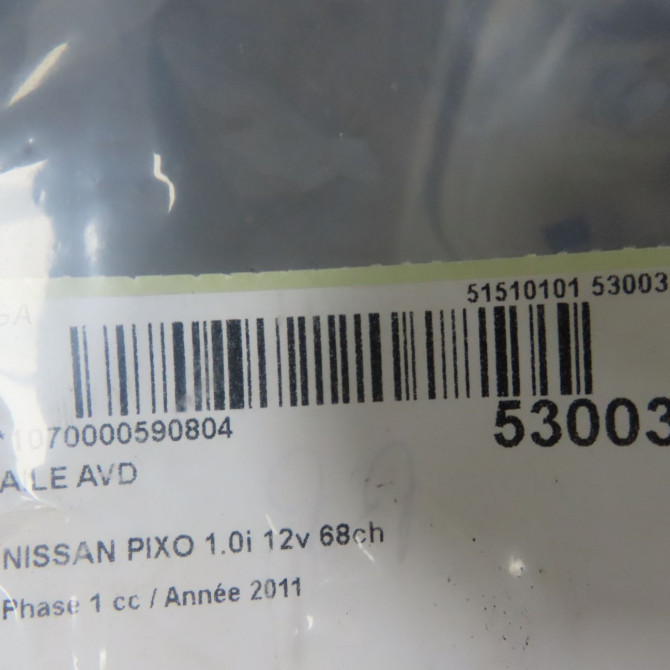 51510101 53003
*1070000590804
53003
AILE AVD
NISSAN PIXO 1.0i 12v 68ch
Phase 1 cc / Année 2011